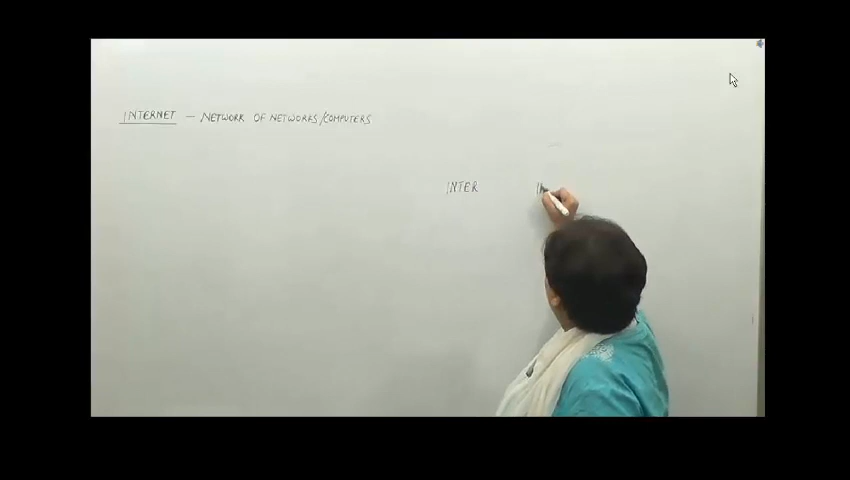 INTERNET — NETWORK OF NETWORKS/COMPUTERS
INTER